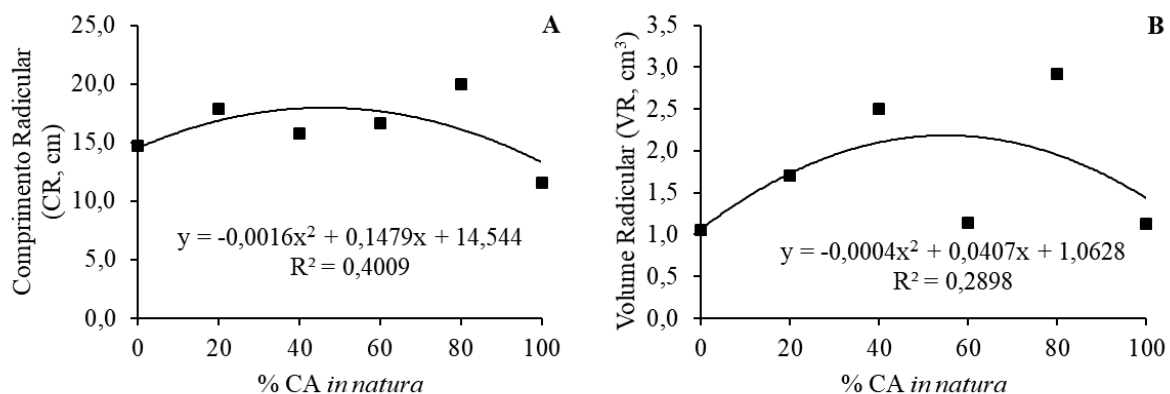 A
Comprimento Radicular
(CR, cm)
25,0
20,0
15,0
10,0
5,0
0,0
y = -0,0016x² + 0,1479x + 14,544
R² = 0,4009
0 20 40 60 80 100
% CA in natura
B
Volume Radicular (VR, cm³)
3,5
3,0
2,5
2,0
1,5
1,0
0,5
0,0
y = -0,0004x² + 0,0407x + 1,0628
R² = 0,2898
0 20 40 60 80 100
% CA in natura